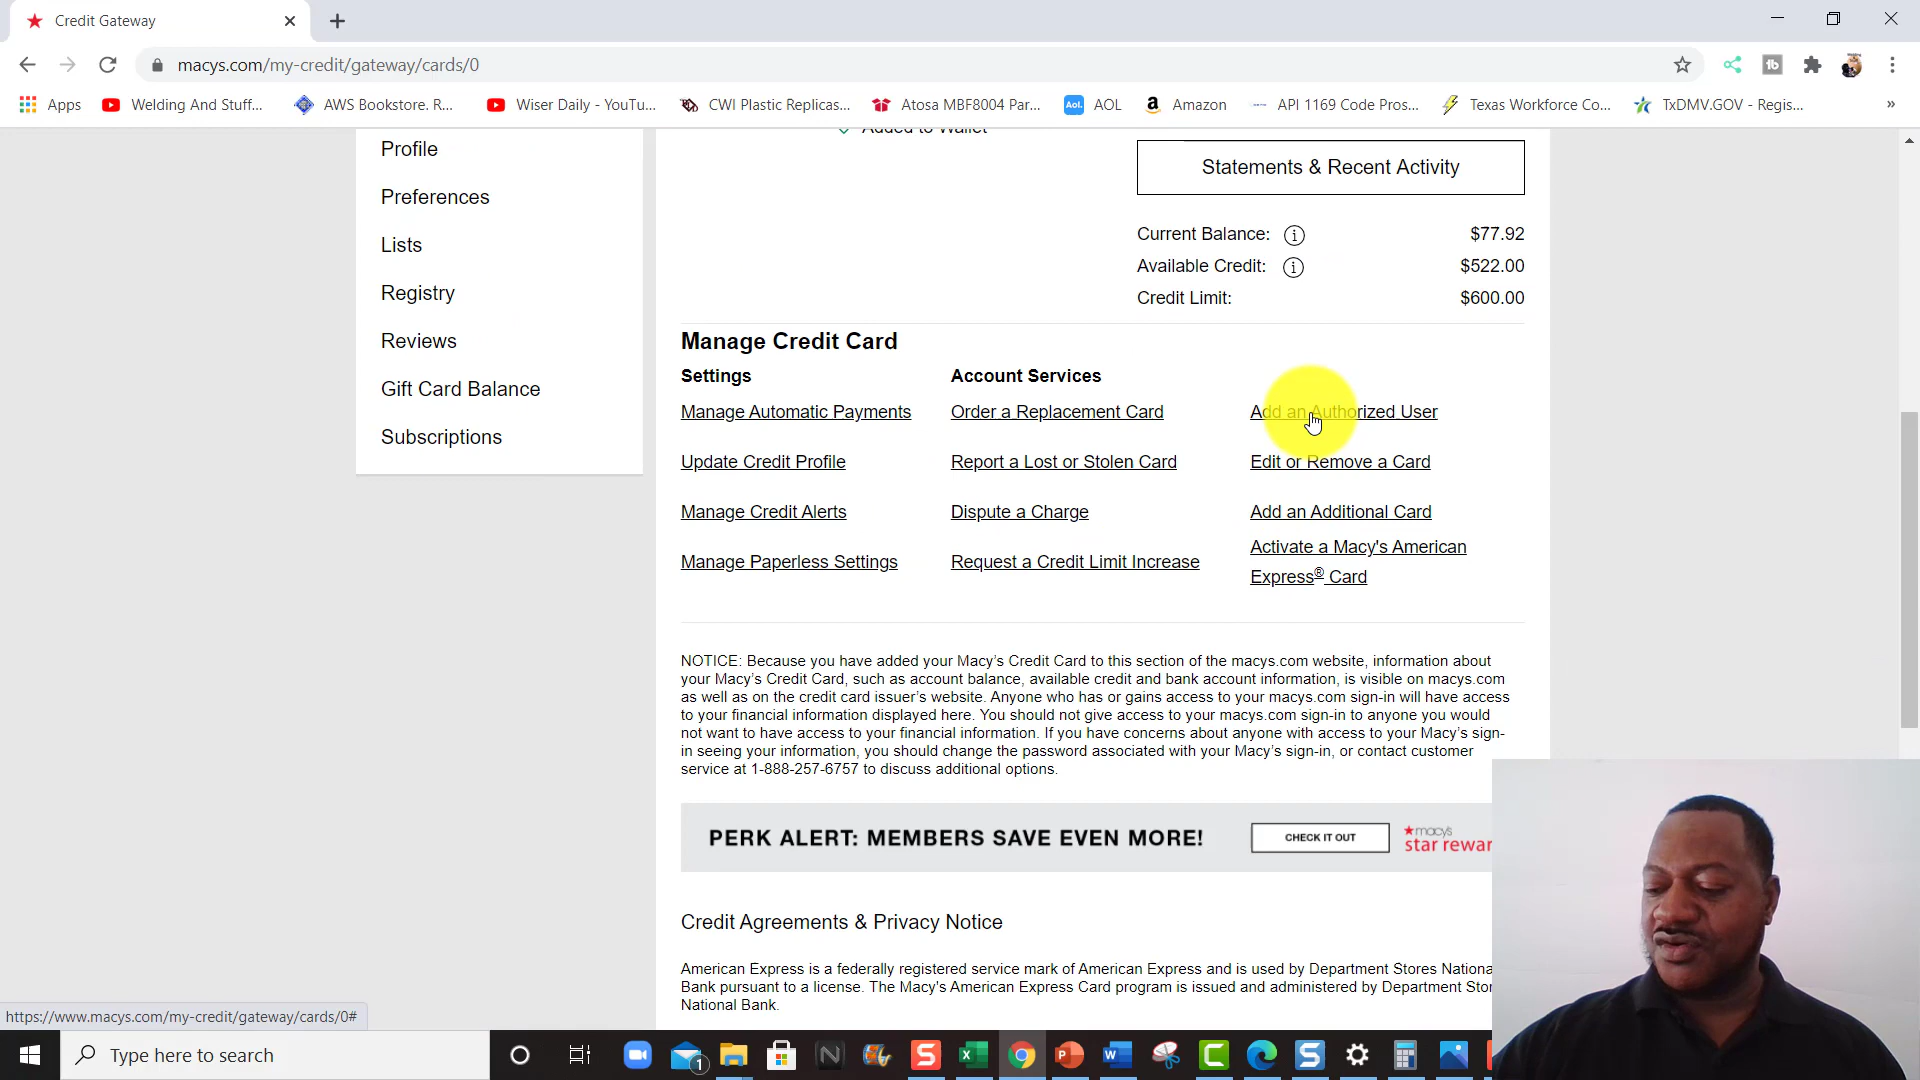 Credit Gateway
macys.com/my-credit/gateway/cards/0
Apps
Welding And Stuff...
AWS Bookstore. R...
Wiser Daily - YouTu...
CWI Plastic Replicas...
Atosa MBF8004 Par...
Aol.
AOL
Amazon
API 1169 Code Pros...
Texas Workforce Co...
TxDMV.GOV - Regis...
»
Added to Wallet
Profile
Preferences
Lists
Registry
Reviews
Gift Card Balance
Subscriptions
Statements & Recent Activity
Current Balance: i $77.92
Available Credit: i $522.00
Credit Limit: $600.00
Manage Credit Card
Settings
Manage Automatic Payments
Update Credit Profile
Manage Credit Alerts
Manage Paperless Settings
Account Services
Order a Replacement Card
Report a Lost or Stolen Card
Dispute a Charge
Request a Credit Limit Increase
Add an Authorized User
Edit or Remove a Card
Add an Additional Card
Activate a Macy's American
Express® Card
NOTICE: Because you have added your Macy's Credit Card to this section of the macys.com website, information about
your Macy's Credit Card, such as account balance, available credit and bank account information, is visible on macys.com
as well as on the credit card issuer's website. Anyone who has or gains access to your macys.com sign-in will have access
to your financial information displayed here. You should not give access to your macys.com sign-in to anyone you would
not want to have access to your financial information. If you have concerns about anyone with access to your Macy's sign-
in seeing your information, you should change the password associated with your Macy's sign-in, or contact customer
service at 1-888-257-6757 to discuss additional options.
PERK ALERT: MEMBERS SAVE EVEN MORE!
CHECK IT OUT
macy's
star rewar
Credit Agreements & Privacy Notice
American Express is a federally registered service mark of American Express and is used by Department Stores Nationa
Bank pursuant to a license. The Macy's American Express Card program is issued and administered by Department Stor
National Bank.
https://www.macys.com/my-credit/gateway/cards/0#
Type here to search
1